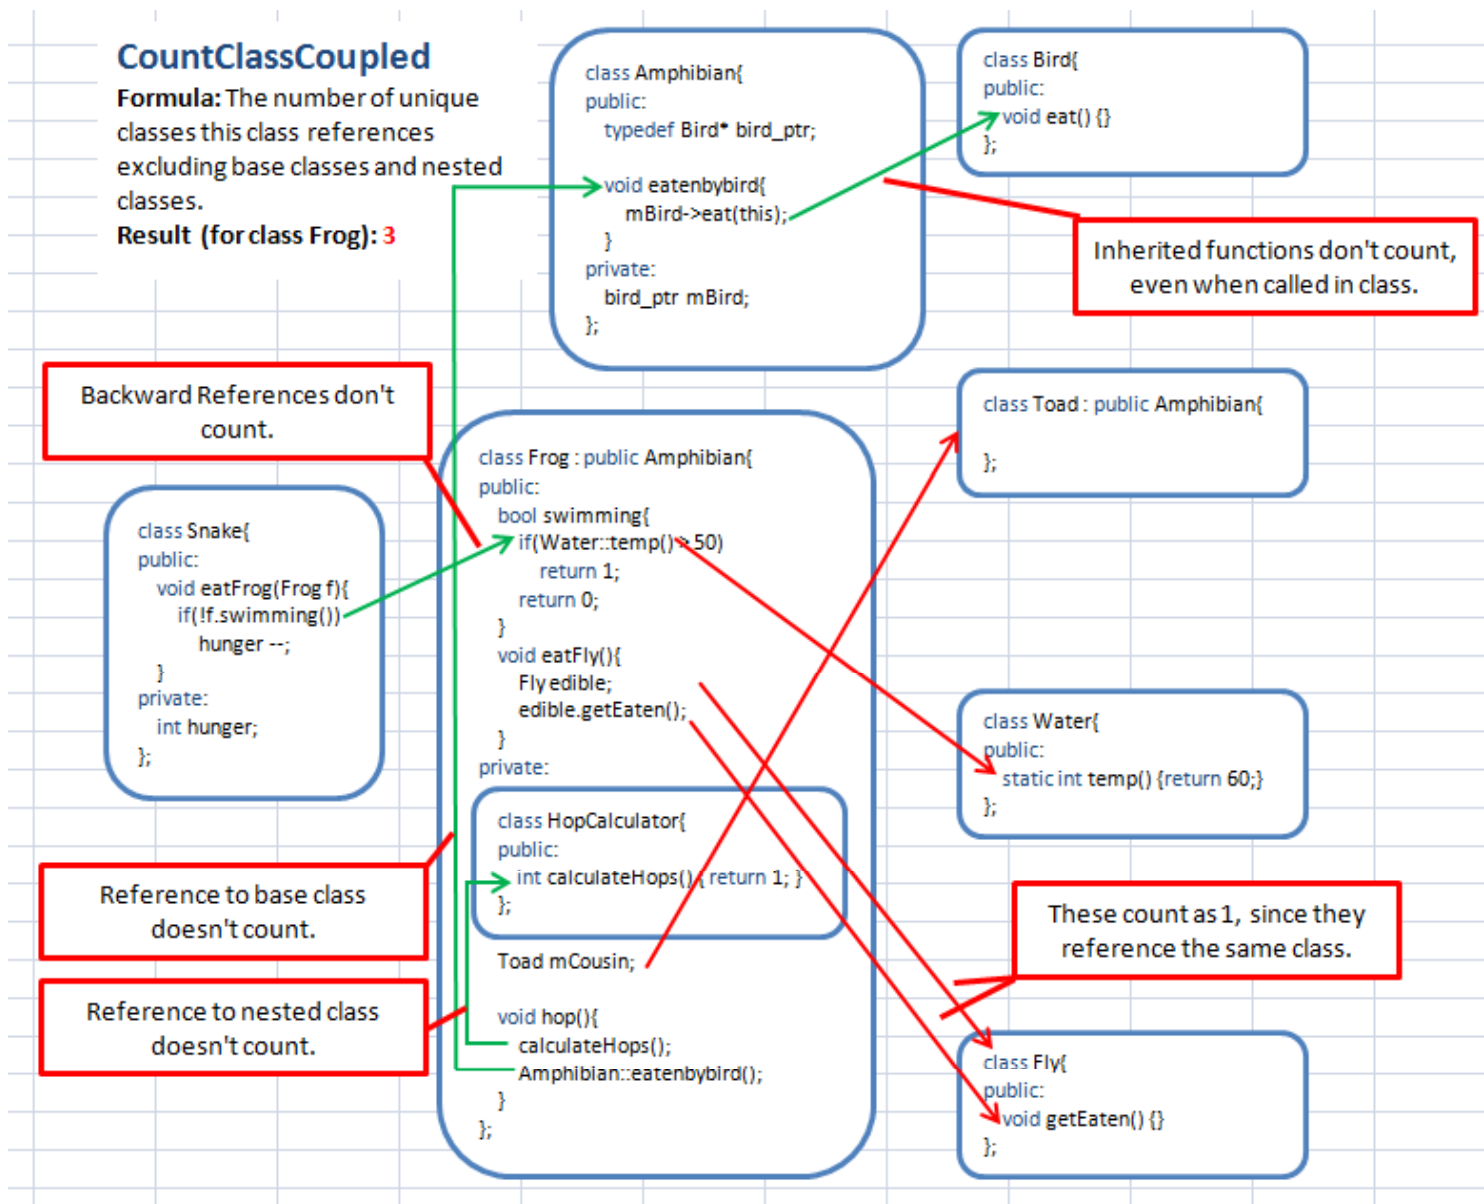 CountClassCoupled
Formula: The number of unique
classes this class references
excluding base classes and nested
classes.
Result (for class Frog): 3
class Amphibian{
public:
typedef Bird* bird_ptr;
void eatenbybird{
mBird->eat(this);
}
private:
bird_ptr mBird;
};
class Bird{
public:
void eat() {}
};
Inherited functions don't count,
even when called in class.
Backward References don't
count.
class Toad : public Amphibian{
};
class Snake{
public:
void eatFrog(Frog f){
if(!f.swimming())
hunger --;
}
private:
int hunger;
};
class Frog : public Amphibian{
public:
bool swimming{
if(Water::temp() > 50)
return 1;
return 0;
}
void eatFly(){
Fly edible;
edible.getEaten();
}
private:
class HopCalculator{
public:
int calculateHops() { return 1; }
};
Toad mCousin;
void hop(){
calculateHops();
Amphibian::eatenbybird();
}
};
class Water{
public:
static int temp() {return 60;}
};
Reference to base class
doesn't count.
Reference to nested class
doesn't count.
These count as 1, since they
reference the same class.
class Fly{
public:
void getEaten() {}
};